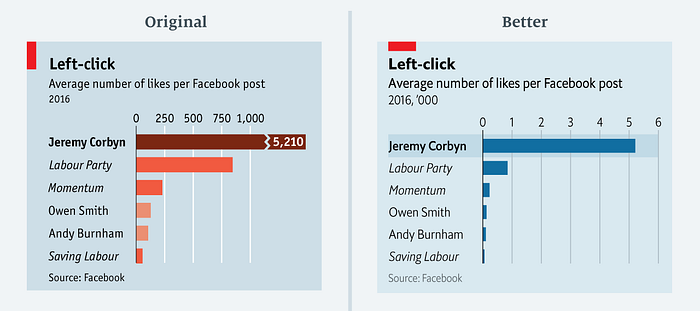 Original
Left-click
Average number of likes per Facebook post
2016
0 250 500 750 1,000
Jeremy Corbyn 5,210
Labour Party
Momentum
Owen Smith
Andy Burnham
Saving Labour
Source: Facebook
Better
Left-click
Average number of likes per Facebook post
2016, '000
0 1 2 3 4 5 6
Jeremy Corbyn
Labour Party
Momentum
Owen Smith
Andy Burnham
Saving Labour
Source: Facebook